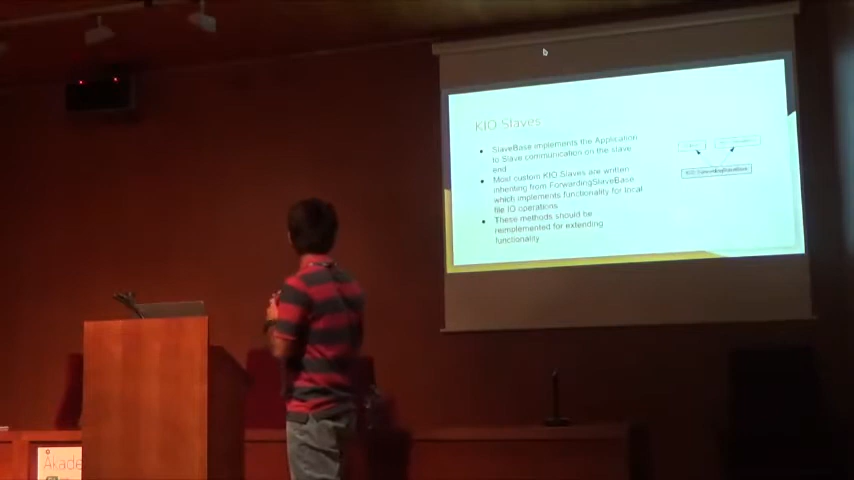 KIO Slaves
SlaveBase implements the Application
to Slave communication on the slave
end
Most custom KIO Slaves are written
inheriting from ForwardingSlaveBase
which implements functionality for local
file IO operations
These methods should be
reimplemented for extending
functionality
Akade